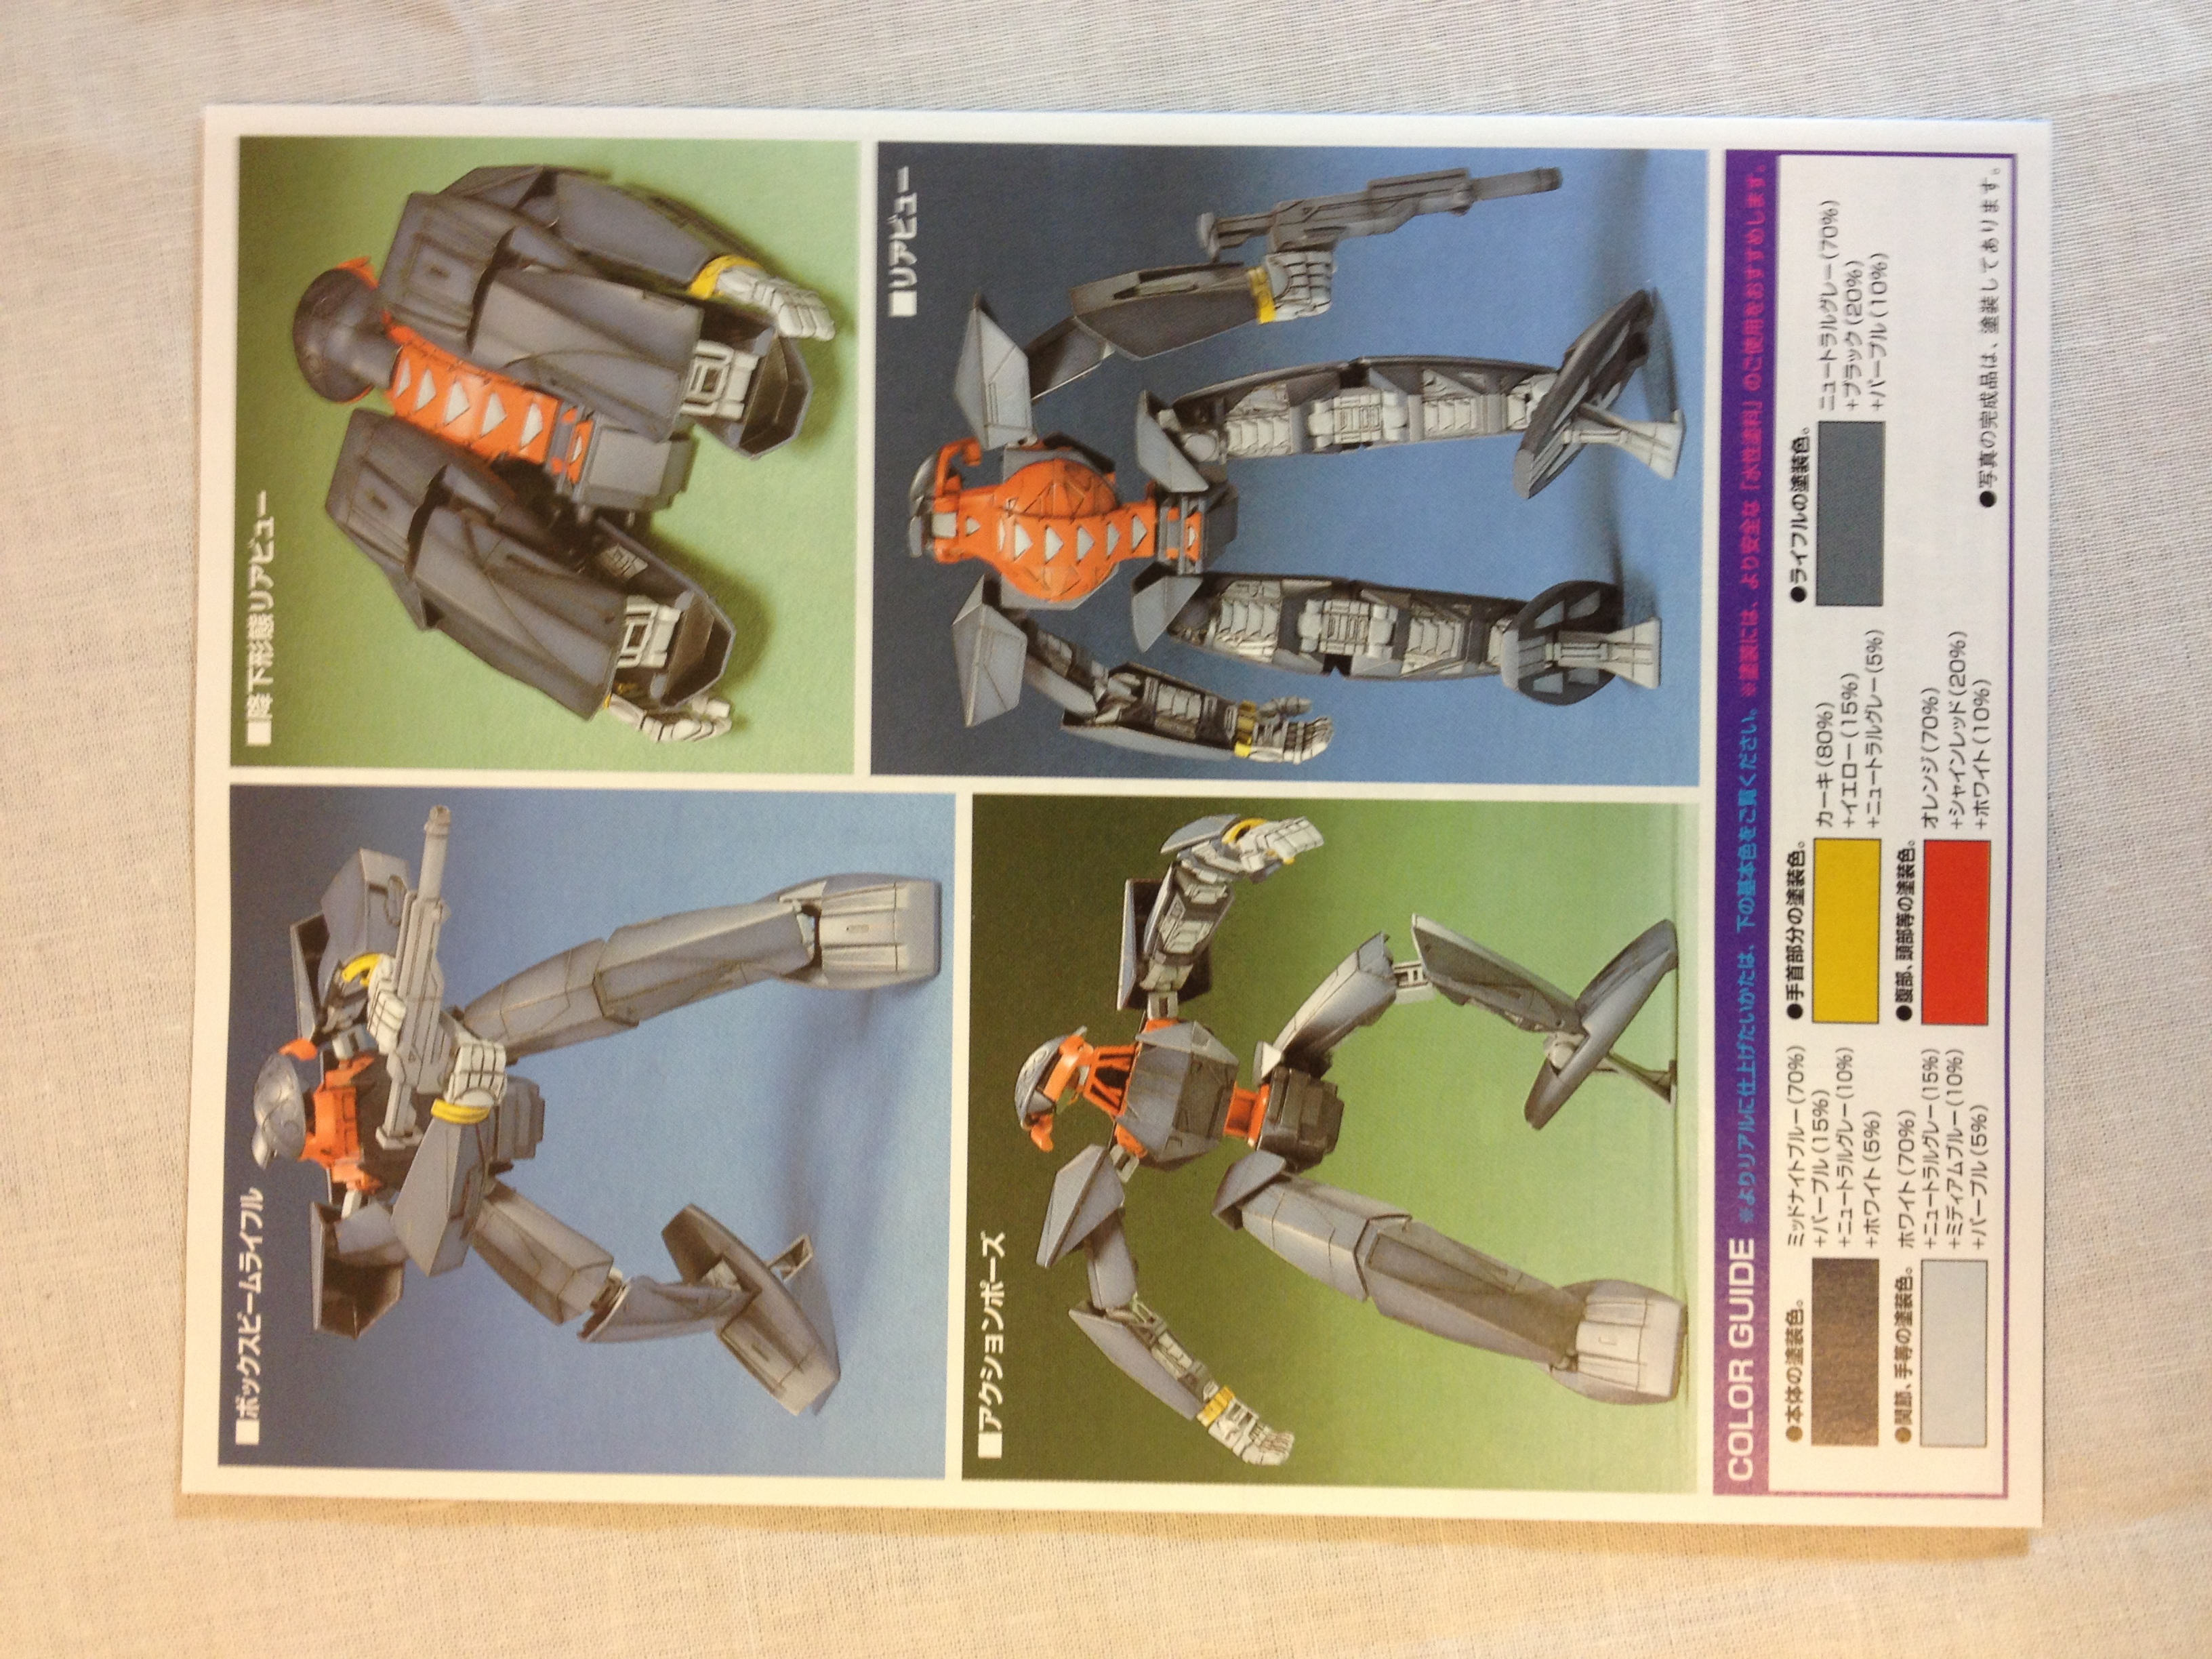 ■ボックスビームライフル
■降下形態リアビュー
■アクションポーズ
■リアビュー
COLOR GUIDE ※よりリアルに仕上げたいかたは、下の基本色をご覧ください。※塗装には、より安全な「水性塗料」のご使用をおすすめします。
●本体の塗装色。
ミッドナイトブルー(70%)
+パープル(15%)
+ニュートラルグレー(10%)
+ホワイト(5%)
●関節、手等の塗装色。
ホワイト(70%)
+ニュートラルグレー(15%)
+ミディアムブルー(10%)
+パープル(5%)
●手首部分の塗装色。
カーキ(80%)
+イエロー(15%)
+ニュートラルグレー(5%)
●腹部、頭部等の塗装色。
オレンジ(70%)
+シャインレッド(20%)
+ホワイト(10%)
●ライフルの塗装色。
ニュートラルグレー(70%)
+ブラック(20%)
+パープル(10%)
●写真の完成品は、塗装してあります。